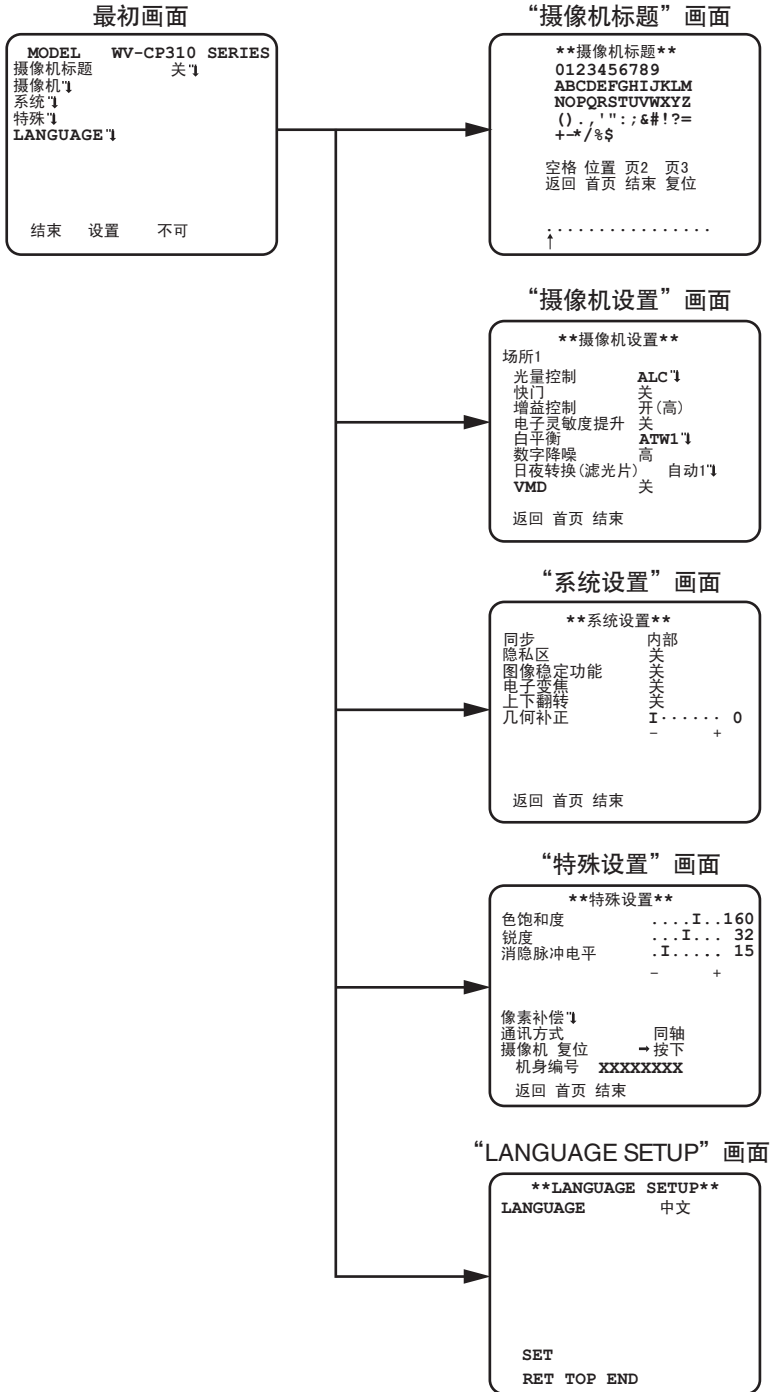 最初画面
MODEL WV-CP310 SERIES
摄像机标题 关
摄像机
系统
特殊
LANGUAGE
结束 设置 不可
“摄像机标题”画面
**摄像机标题**
0123456789
ABCDEFGHIJKLM
NOPQRSTUVWXYZ
().,'":;&#!?=
+-*/%$
空格 位置 页2 页3
返回 首页 结束 复位
................
↑
“摄像机设置”画面
**摄像机设置**
场所1
光量控制 ALC
快门 关
增益控制 开(高)
电子灵敏度提升 关
白平衡 ATW1
数字降噪 高
日夜转换(滤光片) 自动1
VMD 关
返回 首页 结束
“系统设置”画面
**系统设置**
同步 内部
隐私区 关
图像稳定功能 关
电子变焦 关
上下翻转 关
几何补正 I······ 0
- +
返回 首页 结束
“特殊设置”画面
**特殊设置**
色饱和度 ....I..160
锐度 ...I... 32
消隐脉冲电平 .I..... 15
- +
像素补偿
通讯方式 同轴
摄像机 复位 →按下
机身编号 XXXXXXXX
返回 首页 结束
“LANGUAGE SETUP”画面
**LANGUAGE SETUP**
LANGUAGE 中文
SET
RET TOP END